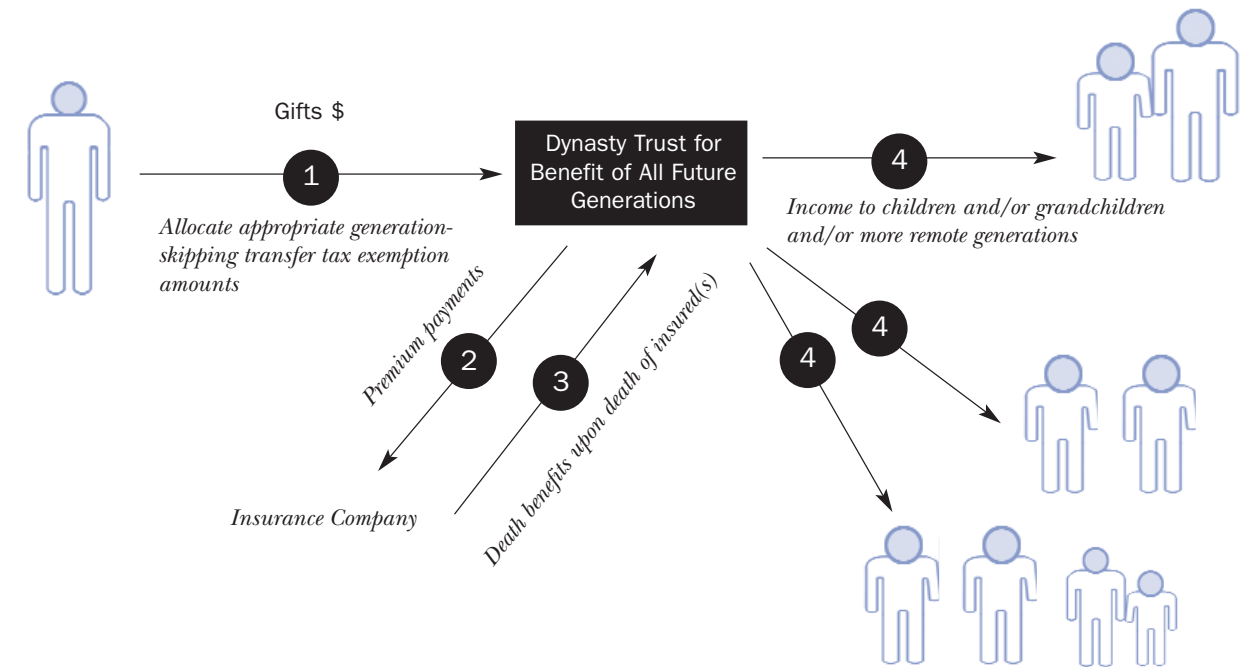 Gifts $
1
Allocate appropriate generation-
skipping transfer tax exemption
amounts
Dynasty Trust for
Benefit of All Future
Generations
4
Income to children and/or grandchildren
and/or more remote generations
Premium payments
2
3
Death benefits upon death of insured(s)
4
4
Insurance Company